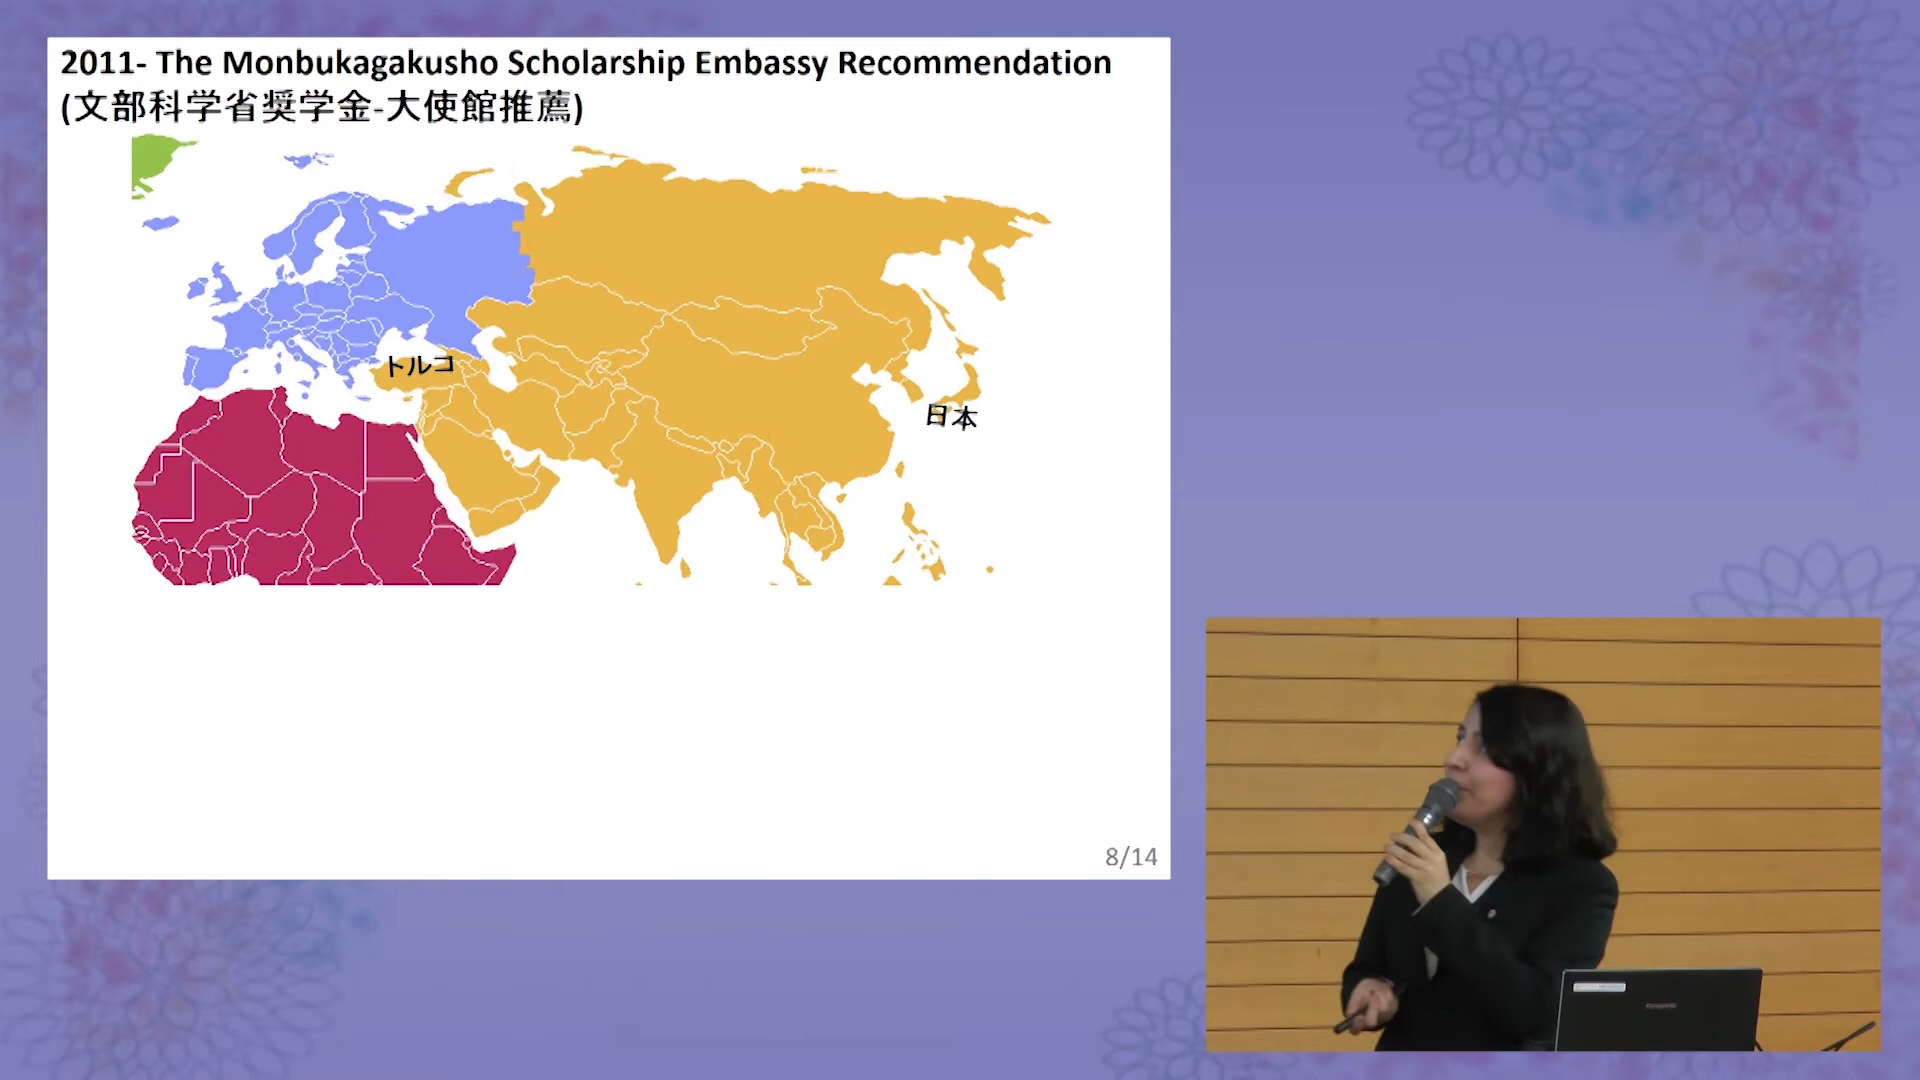 2011- The Monbukagakusho Scholarship Embassy Recommendation
(文部科学省奨学金-大使館推薦)
トルコ
日本
8/14